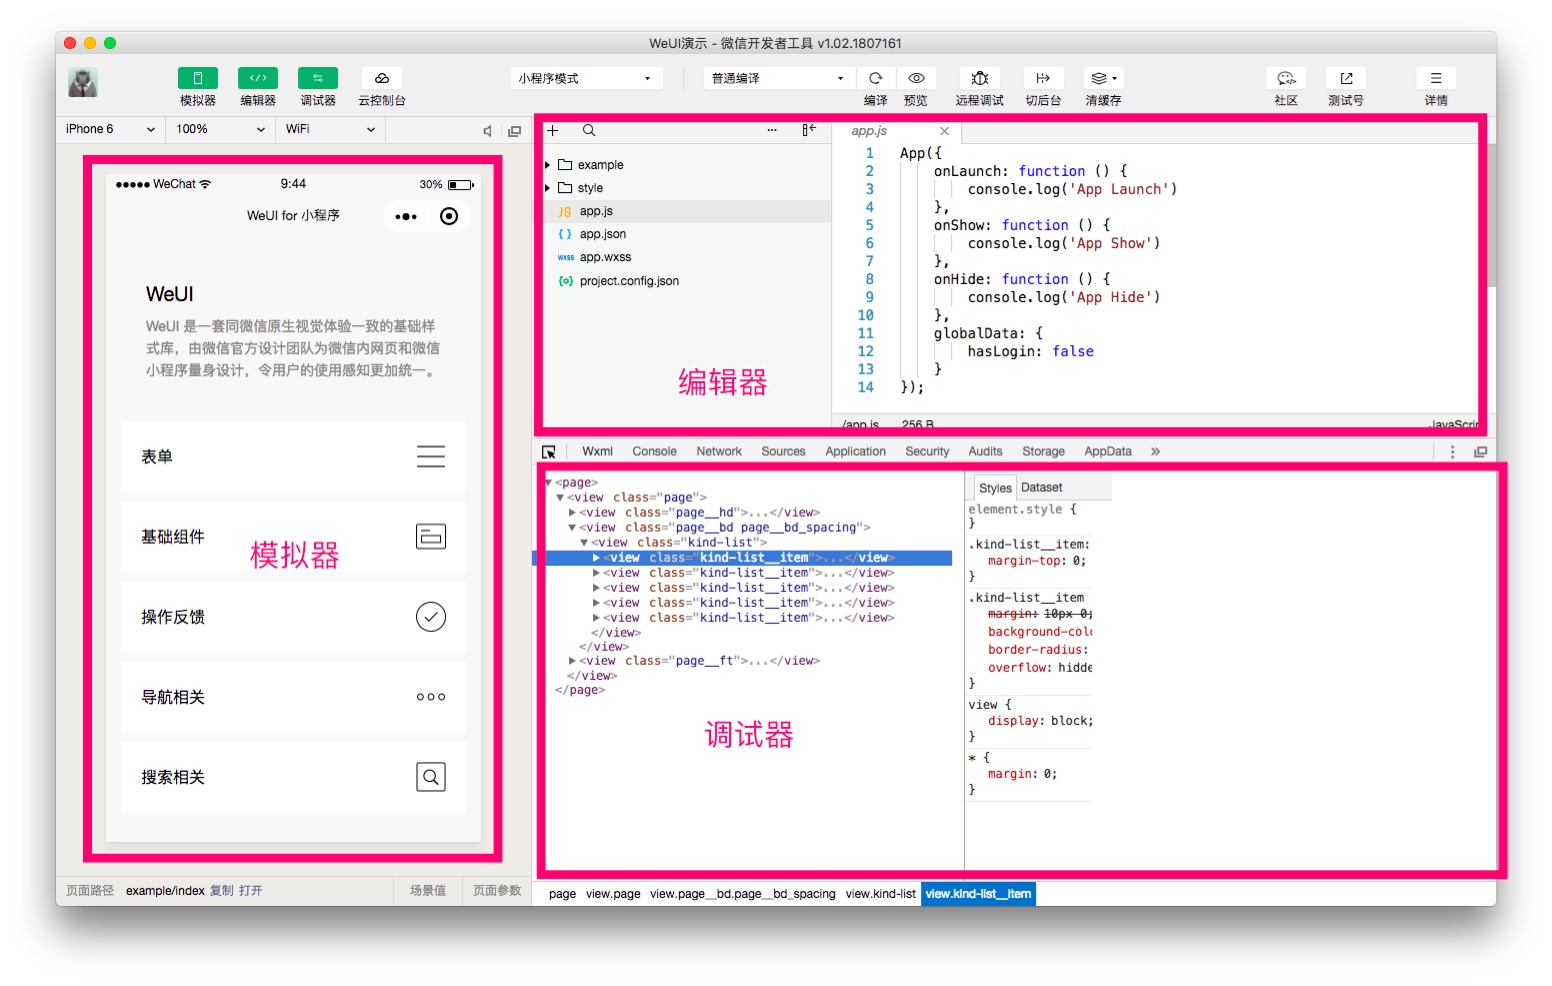 WeUI演示 - 微信开发者工具 v1.02.1807161
模拟器 编辑器 调试器 云控制台 小程序模式 普通编译 编译 预览 远程调试 切后台 清缓存 社区 测试号 详情
iPhone 6 100% WiFi
WeChat 9:44 30%
WeUI for 小程序
WeUI
WeUI 是一套同微信原生视觉体验一致的基础样
式库，由微信官方设计团队为微信内网页和微信
小程序量身设计，令用户的使用感知更加统一。
表单
基础组件
模拟器
操作反馈
导航相关
搜索相关
页面路径 example/index 复制 打开 场景值 页面参数
example
style
JS app.js
{ } app.json
wxss app.wxss
{o} project.config.json
编辑器
app.js
1 App({
2 onLaunch: function () {
3 console.log('App Launch')
4 },
5 onShow: function () {
6 console.log('App Show')
7 },
8 onHide: function () {
9 console.log('App Hide')
10 },
11 globalData: {
12 hasLogin: false
13 }
14 });
/app.js 256 B JavaScrip
Wxml Console Network Sources Application Security Audits Storage AppData
<page>
<view class="page">
<view class="page__hd">...</view>
<view class="page__bd page__bd_spacing">
<view class="kind-list">
<view class="kind-list__item">...</view>
<view class="kind-list__item">...</view>
<view class="kind-list__item">...</view>
<view class="kind-list__item">...</view>
<view class="kind-list__item">...</view>
</view>
</view>
<view class="page__ft">...</view>
</view>
</page>
调试器
Styles Dataset
element.style {
}
.kind-list__item:
margin-top: 0;
}
.kind-list__item
margin: 10px 0;
background-colo
border-radius:
overflow: hidde
}
view {
display: block;
}
* {
margin: 0;
}
page view.page view.page__bd.page__bd_spacing view.kind-list view.kind-list__item